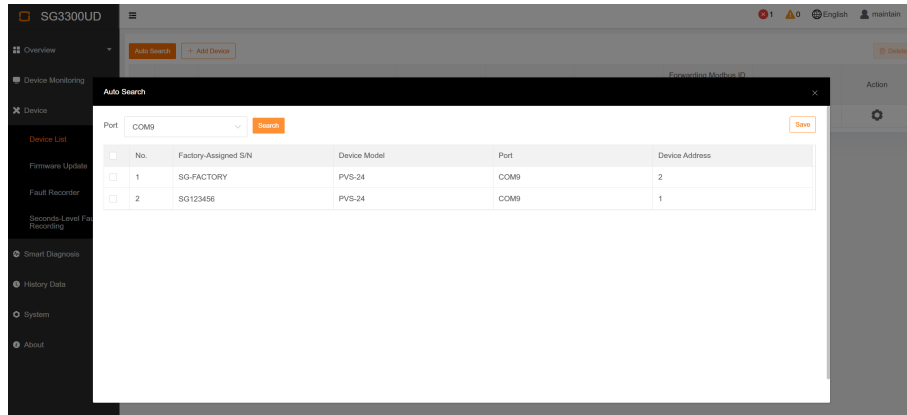 SG3300UD
1
0
English
maintain
Overview
Auto Search
+ Add Device
Delete
Device Monitoring
Forwarding Modbus ID
Action
Auto Search
Device
Port
COM9
Search
Save
Device List
No.
Factory-Assigned S/N
Device Model
Port
Device Address
Firmware Update
1
SG-FACTORY
PVS-24
COM9
2
Fault Recorder
2
SG123456
PVS-24
COM9
1
Seconds-Level Fau
Recording
Smart Diagnosis
History Data
System
About